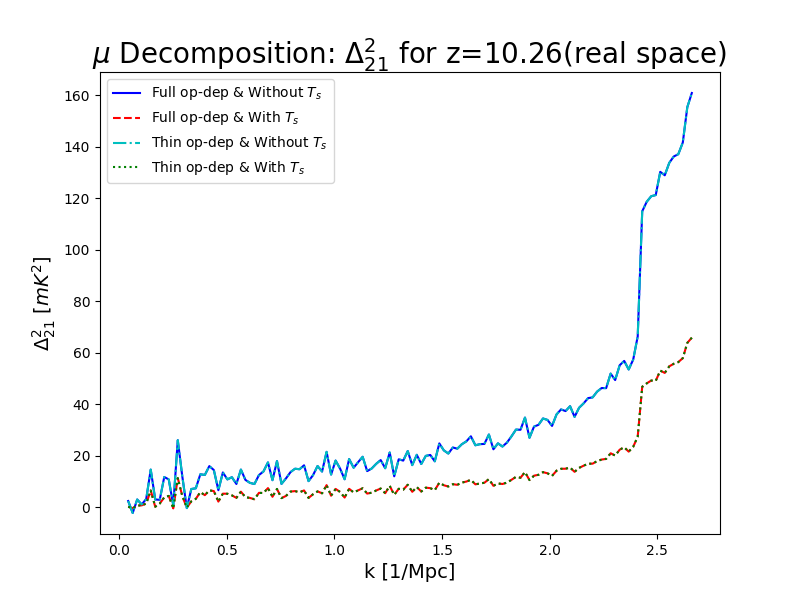 μ Decomposition: Δ²₂₁ for z=10.26(real space)
Full op-dep & Without Tₛ
Full op-dep & With Tₛ
Thin op-dep & Without Tₛ
Thin op-dep & With Tₛ
160
140
120
100
80
60
40
20
0
Δ²₂₁ [mK²]
0.0 0.5 1.0 1.5 2.0 2.5
k [1/Mpc]